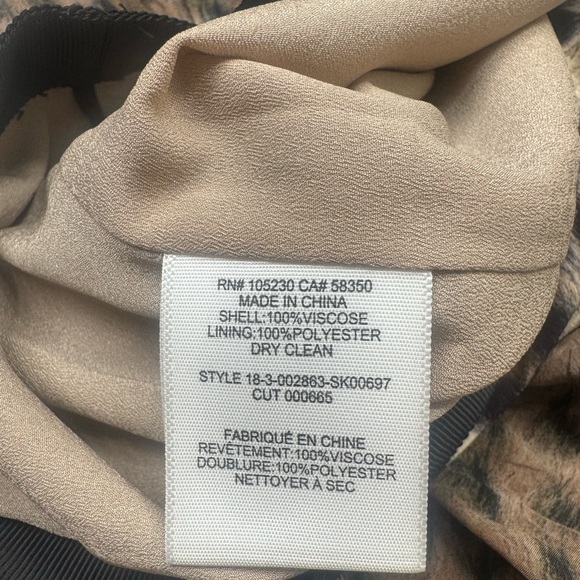 RN# 105230 CA# 58350
MADE IN CHINA
SHELL:100%VISCOSE
LINING:100%POLYESTER
DRY CLEAN
STYLE 18-3-002863-SK00697
CUT 000665
FABRIQUÉ EN CHINE
REVÊTEMENT:100%VISCOSE
DOUBLURE:100%POLYESTER
NETTOYER À SEC